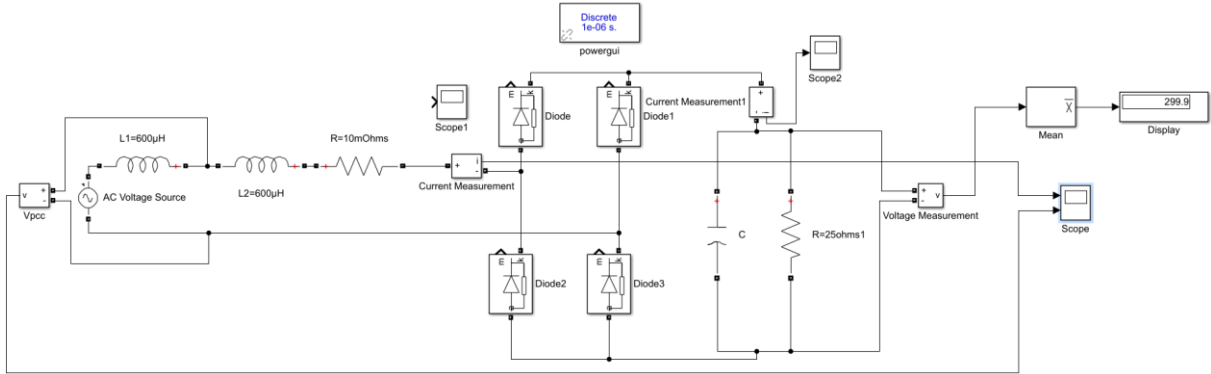 Discrete
1e-06 s.
powergui
Scope2
m
k
a
Diode
m
k
a
Diode1
Current Measurement1
+
-
i
Scope1
L1=600μH
+
L2=600μH
+
+
R=10mOhms
+
-
i
Current Measurement
AC Voltage Source
v
+
-
Vpcc
X
Mean
299.9
Display
+
-
v
Voltage Measurement
Scope
+
C
+
R=25ohms1
m
k
a
Diode2
m
k
a
Diode3